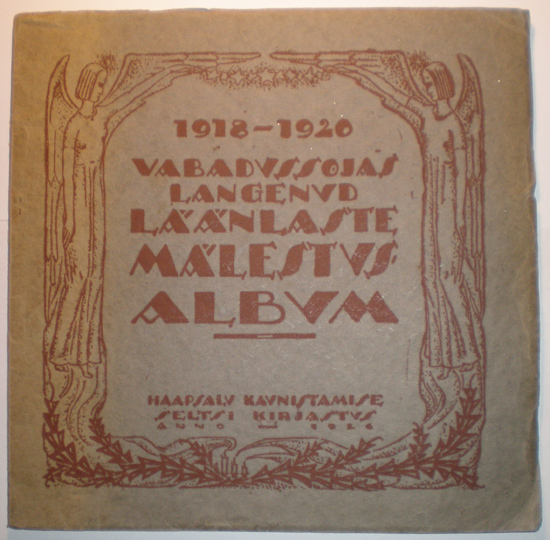 1918–1920
VABADVSSOJAS
LANGENVD
LÄÄNLASTE
MÄLESTVS-
ALBVM
HAAPSALV KAVNISTAMISE
SELTSI KIRJASTVS
ANNO – 1926